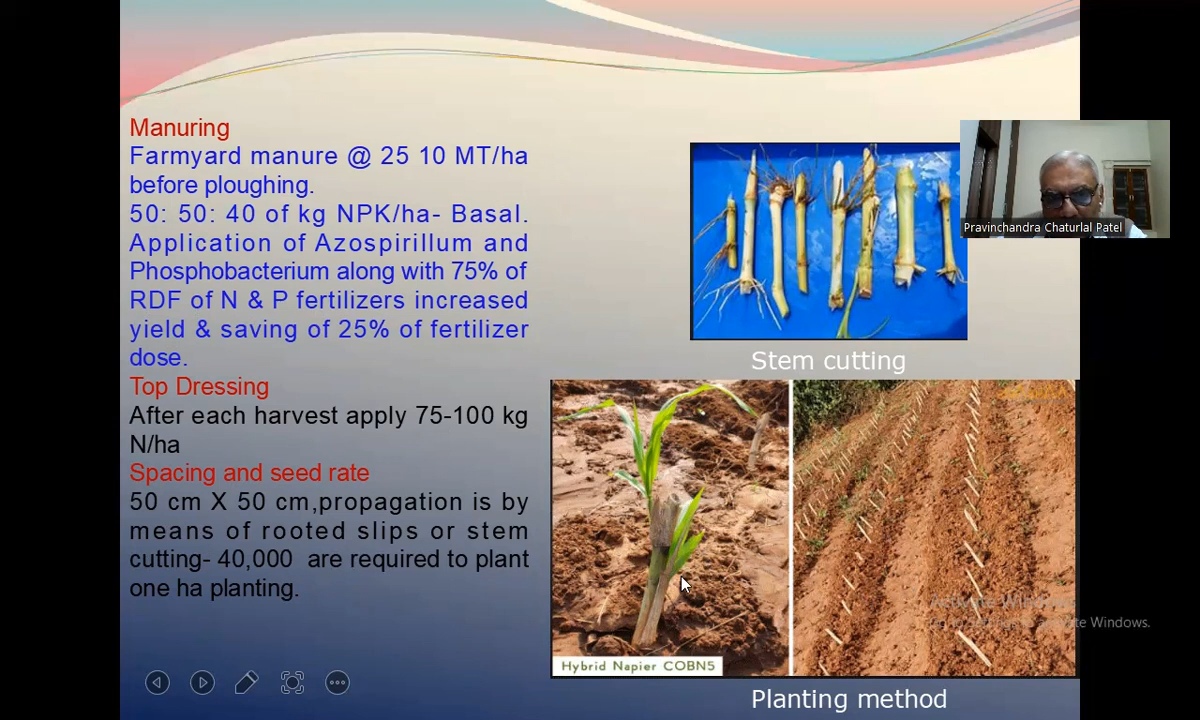 Manuring
Farmyard manure @ 25 10 MT/ha
before ploughing.
50: 50: 40 of kg NPK/ha- Basal.
Application of Azospirillum and
Phosphobacterium along with 75% of
RDF of N & P fertilizers increased
yield & saving of 25% of fertilizer
dose.
Top Dressing
After each harvest apply 75-100 kg
N/ha
Spacing and seed rate
50 cm X 50 cm,propagation is by
means of rooted slips or stem
cutting- 40,000 are required to plant
one ha planting.
Pravinchandra Chaturlal Patel
Stem cutting
Hybrid Napier COBN5
Planting method
Activate Windows
Go to Settings to activate Windows.